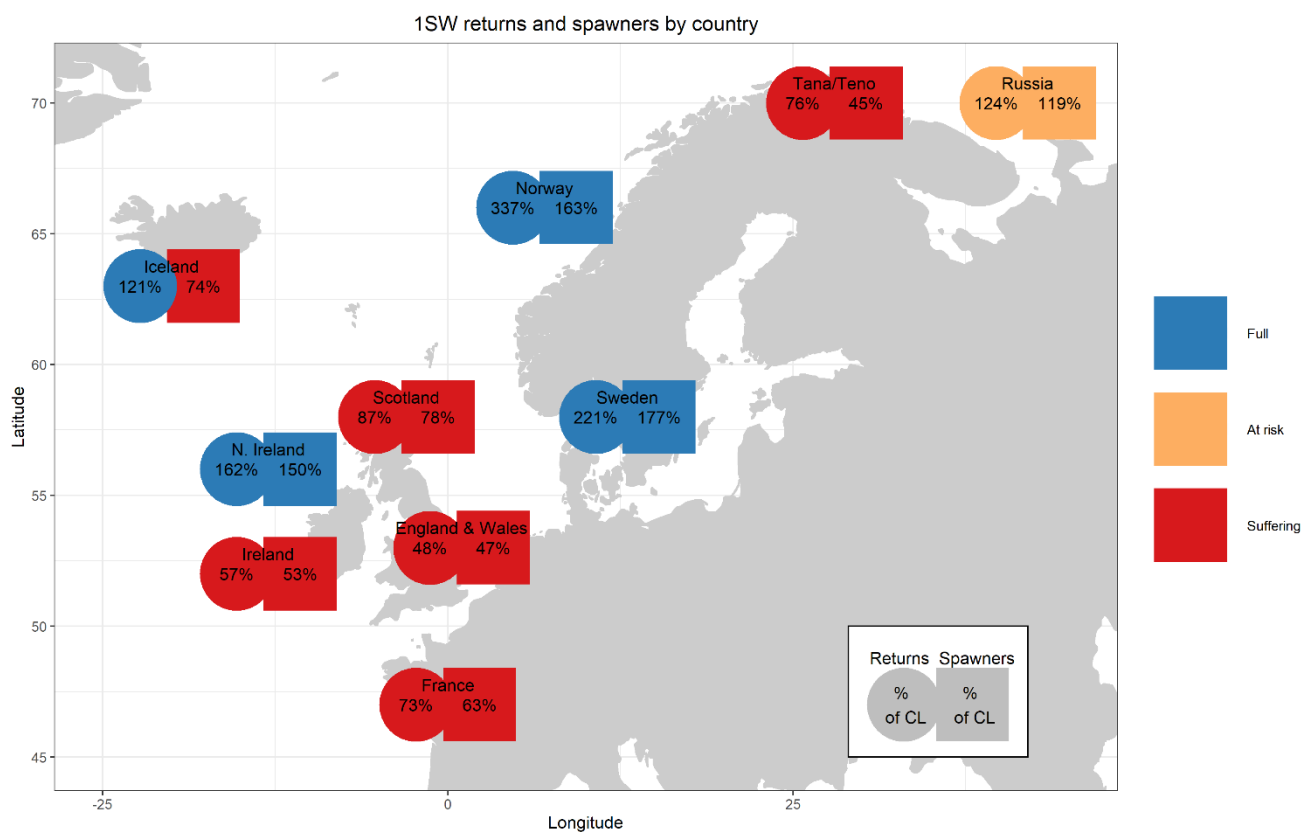 1SW returns and spawners by country
Latitude
70
65
60
55
50
45
Tana/Teno
76% 45%
Russia
124% 119%
Norway
337% 163%
Iceland
121% 74%
Scotland
87% 78%
Sweden
221% 177%
N. Ireland
162% 150%
England & Wales
48% 47%
Ireland
57% 53%
France
73% 63%
Returns Spawners
% %
of CL of CL
-25 0 25
Longitude
Full
At risk
Suffering